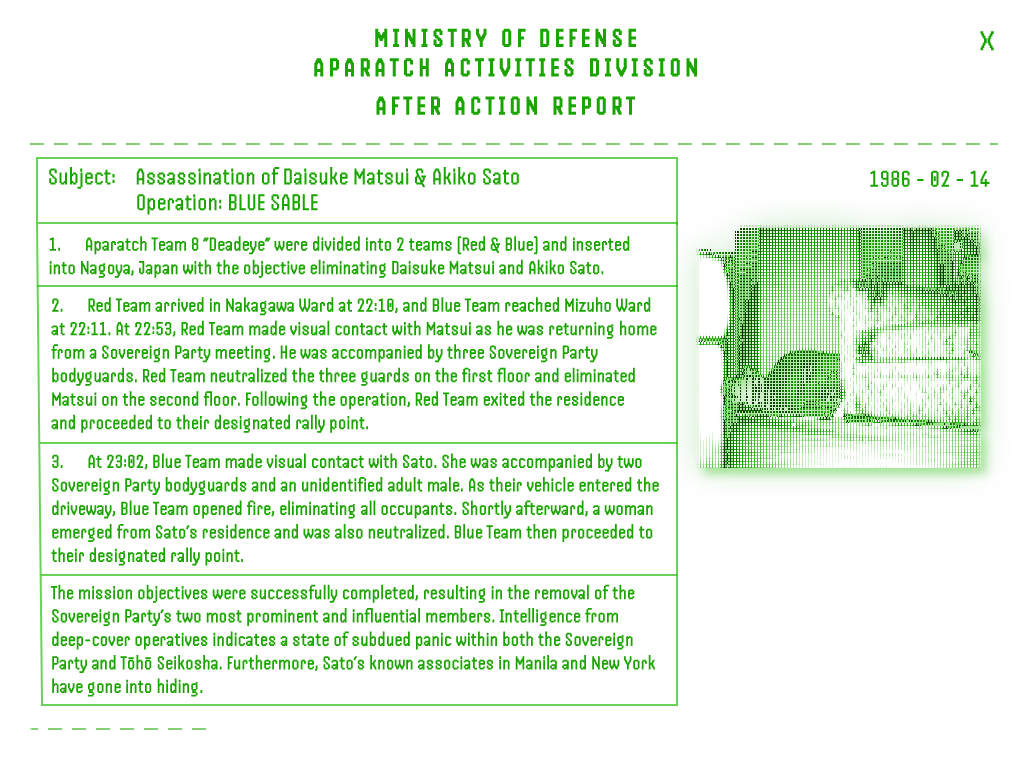 MINISTRY OF DEFENSE
APARATCH ACTIVITIES DIVISION
AFTER ACTION REPORT
X
Subject: Assassination of Daisuke Matsui & Akiko Sato
Operation: BLUE SABLE
1986 - 02 - 14
1. Aparatch Team 8 "Deadeye" were divided into 2 teams (Red & Blue) and inserted
into Nagoya, Japan with the objective eliminating Daisuke Matsui and Akiko Sato.
2. Red Team arrived in Nakagawa Ward at 22:10, and Blue Team reached Mizuho Ward
at 22:11. At 22:53, Red Team made visual contact with Matsui as he was returning home
from a Sovereign Party meeting. He was accompanied by three Sovereign Party
bodyguards. Red Team neutralized the three guards on the first floor and eliminated
Matsui on the second floor. Following the operation, Red Team exited the residence
and proceeded to their designated rally point.
3. At 23:02, Blue Team made visual contact with Sato. She was accompanied by two
Sovereign Party bodyguards and an unidentified adult male. As their vehicle entered the
driveway, Blue Team opened fire, eliminating all occupants. Shortly afterward, a woman
emerged from Sato's residence and was also neutralized. Blue Team then proceeded to
their designated rally point.
The mission objectives were successfully completed, resulting in the removal of the
Sovereign Party's two most prominent and influential members. Intelligence from
deep-cover operatives indicates a state of subdued panic within both the Sovereign
Party and Tōhō Seikosha. Furthermore, Sato's known associates in Manila and New York
have gone into hiding.